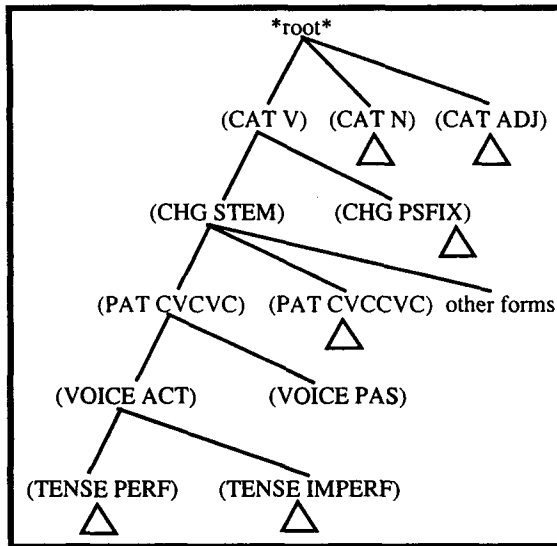 *root*
(CAT V) (CAT N) (CAT ADJ)
(CHG STEM) (CHG PSFIX)
(PAT CVCVC) (PAT CVCCVC) other forms
(VOICE ACT) (VOICE PAS)
(TENSE PERF) (TENSE IMPERF)